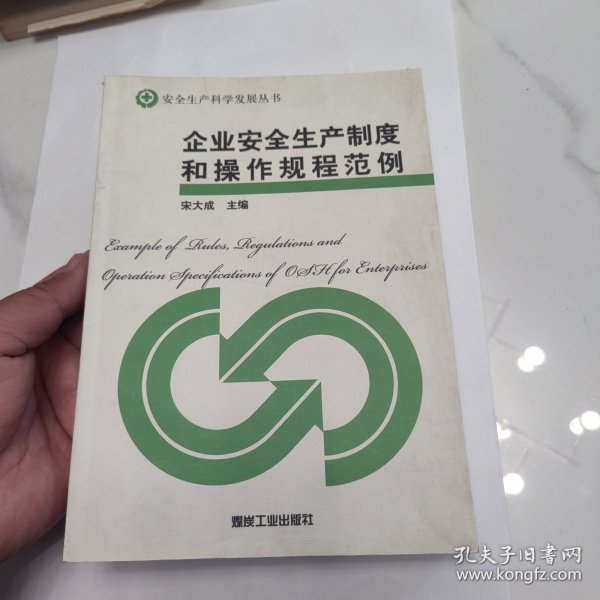 安全生产科学发展丛书
企业安全生产制度
和操作规程范例
宋大成 主编
Example of Rules, Regulations and
Operation Specifications of OSH for Enterprises
煤炭工业出版社
孔夫子旧书网
www.kongfz.com